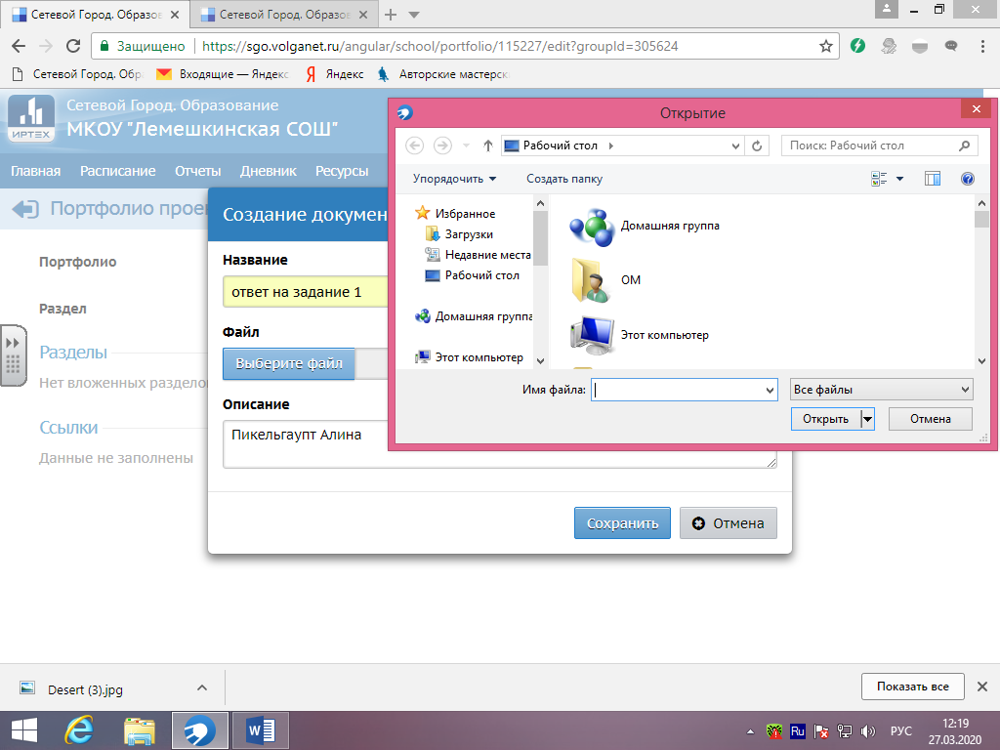 Сетевой Город. Образо
Сетевой Город. Образо
Защищено
https://sgo.volganet.ru/angular/school/portfolio/115227/edit?groupId=305624
Сетевой Город. Обр
Входящие — Яндекс
Яндекс
Авторские мастерск
ИРТЕХ
Сетевой Город. Образование
МКОУ "Лемешкинская СОШ"
Главная
Расписание
Отчеты
Дневник
Ресурсы
Портфолио прое
Портфолио
Раздел
Разделы
Нет вложенных раздело
Ссылки
Данные не заполнены
Создание докумен
Название
ответ на задание 1
Файл
Выберите файл
Описание
Пикельгаупт Алина
Сохранить
Отмена
Открытие
Рабочий стол
Поиск: Рабочий стол
Упорядочить
Создать папку
Избранное
Загрузки
Недавние места
Рабочий стол
Домашняя группа
Этот компьютер
Домашняя группа
ОМ
Этот компьютер
Имя файла:
Все файлы
Открыть
Отмена
Desert (3).jpg
Показать все
Ru
РУС
12:19
27.03.2020